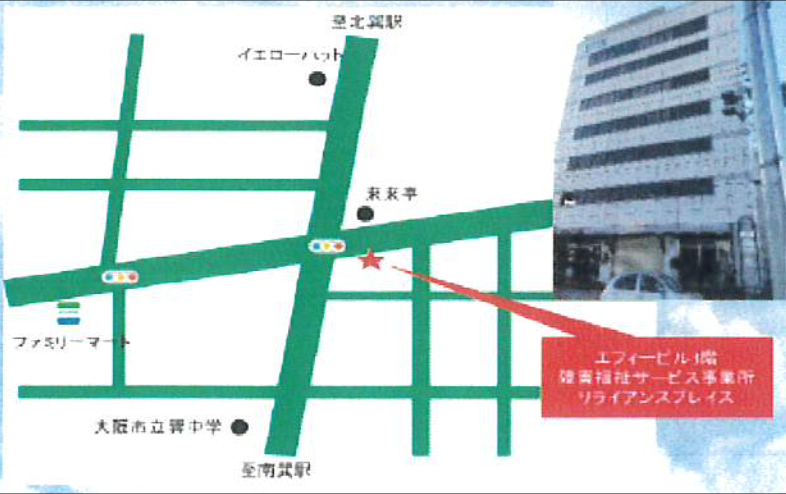 至北巽駅
イエローハット
来来亭
ファミリーマート
エフィービル4階
障害福祉サービス事業所
リライアンスプレイス
大阪市立巽中学
至南巽駅